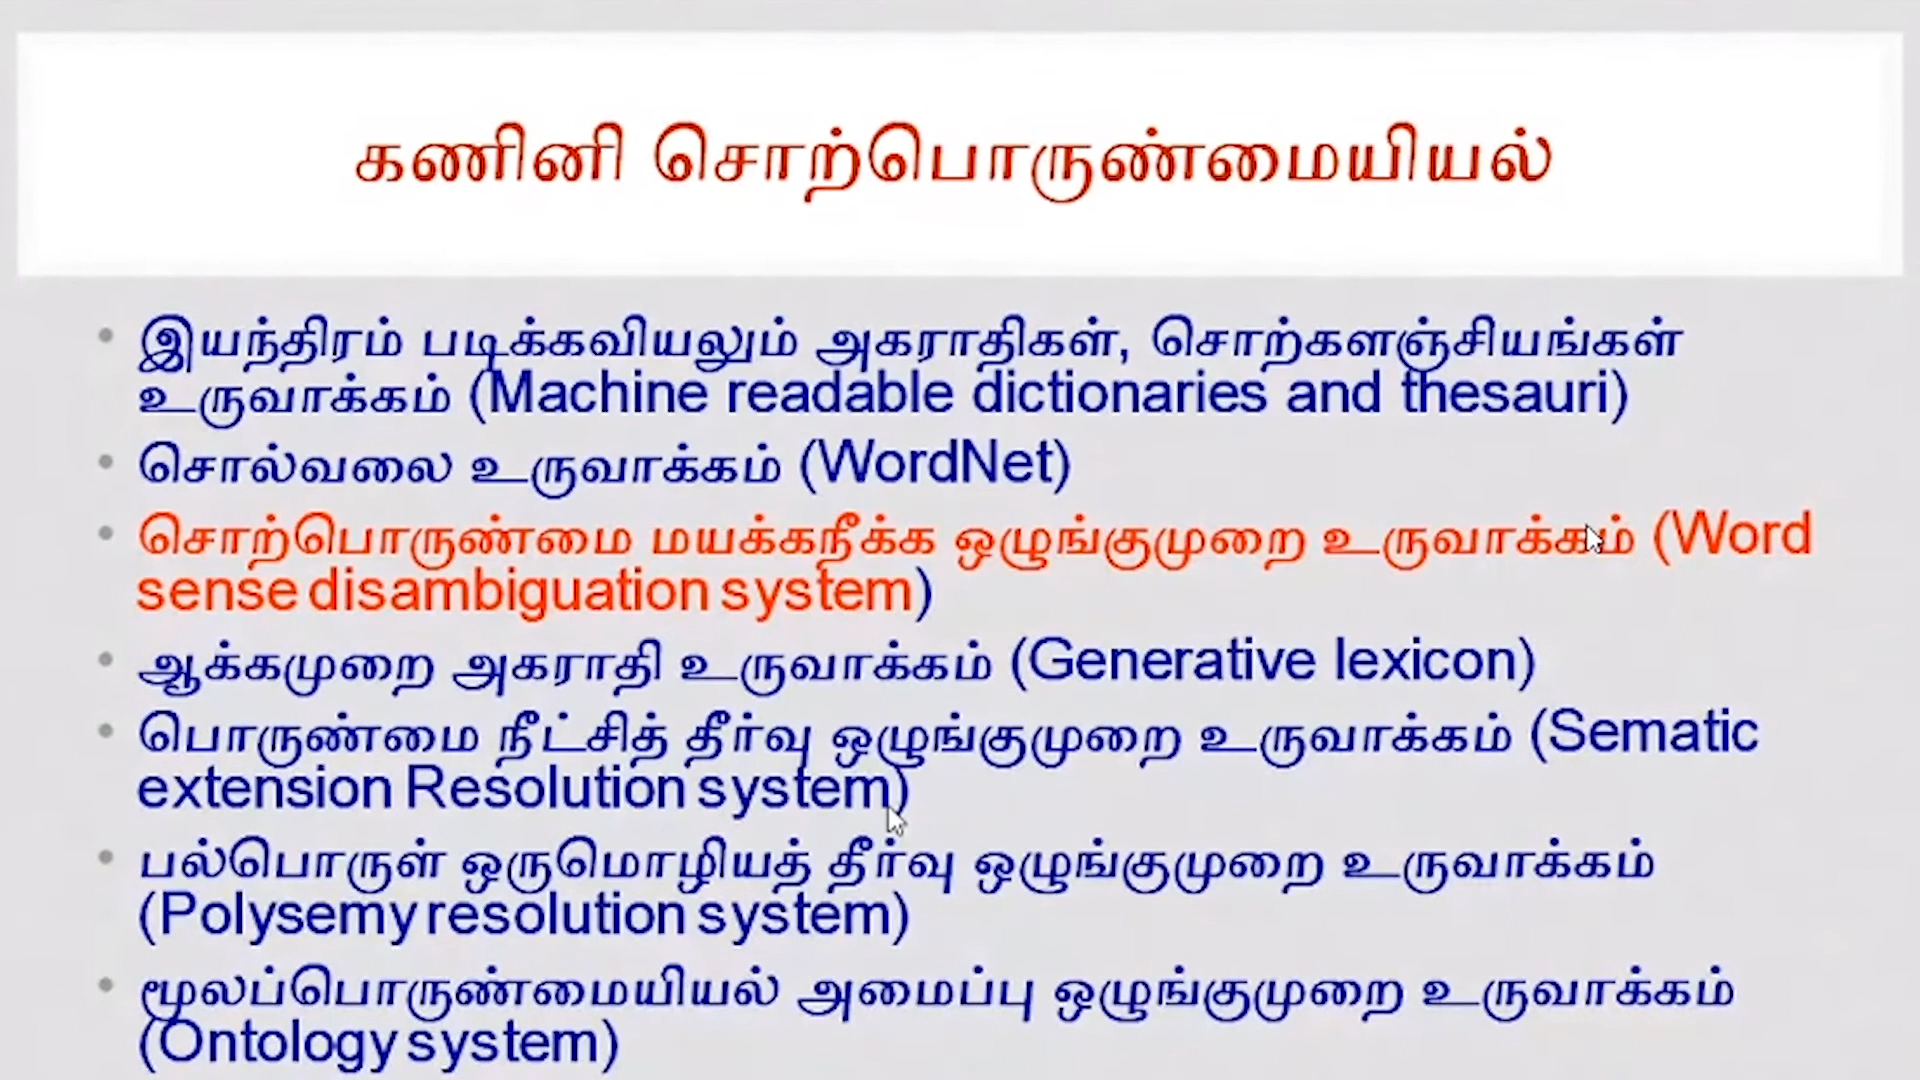 கணினி சொற்பொருண்மையியல்
• இயந்திரம் படிக்கவியலும் அகராதிகள், சொற்களஞ்சியங்கள்
உருவாக்கம் (Machine readable dictionaries and thesauri)
• சொல்வலை உருவாக்கம் (WordNet)
• சொற்பொருண்மை மயக்கநீக்க ஒழுங்குமுறை உருவாக்கம் (Word
sense disambiguation system)
• ஆக்கமுறை அகராதி உருவாக்கம் (Generative lexicon)
• பொருண்மை நீட்சித் தீர்வு ஒழுங்குமுறை உருவாக்கம் (Sematic
extension Resolution system)
• பல்பொருள் ஒருமொழியத் தீர்வு ஒழுங்குமுறை உருவாக்கம்
(Polysemy resolution system)
• மூலப்பொருண்மையியல் அமைப்பு ஒழுங்குமுறை உருவாக்கம்
(Ontology system)